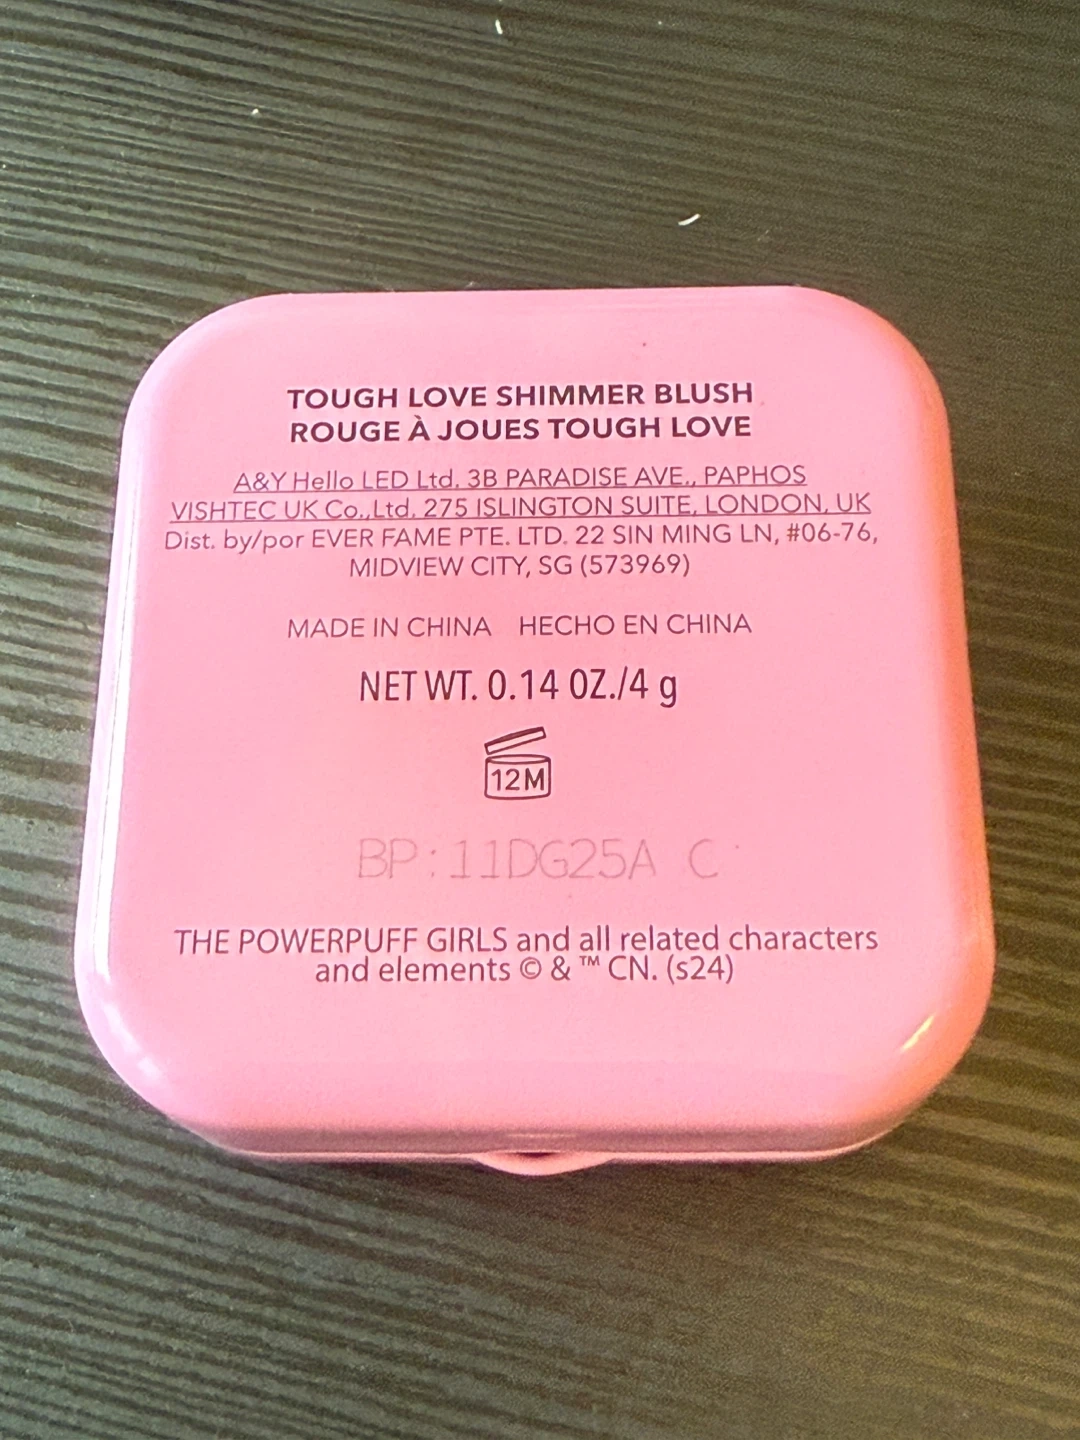 TOUGH LOVE SHIMMER BLUSH
ROUGE À JOUES TOUGH LOVE
A&Y Hello LED Ltd. 3B PARADISE AVE., PAPHOS
VISHTEC UK Co.,Ltd. 275 ISLINGTON SUITE, LONDON, UK
Dist. by/por EVER FAME PTE. LTD. 22 SIN MING LN, #06-76,
MIDVIEW CITY, SG (573969)
MADE IN CHINA HECHO EN CHINA
NET WT. 0.14 OZ./4 g
12M
BP:11DG25A C
THE POWERPUFF GIRLS and all related characters
and elements © & ™ CN. (s24)